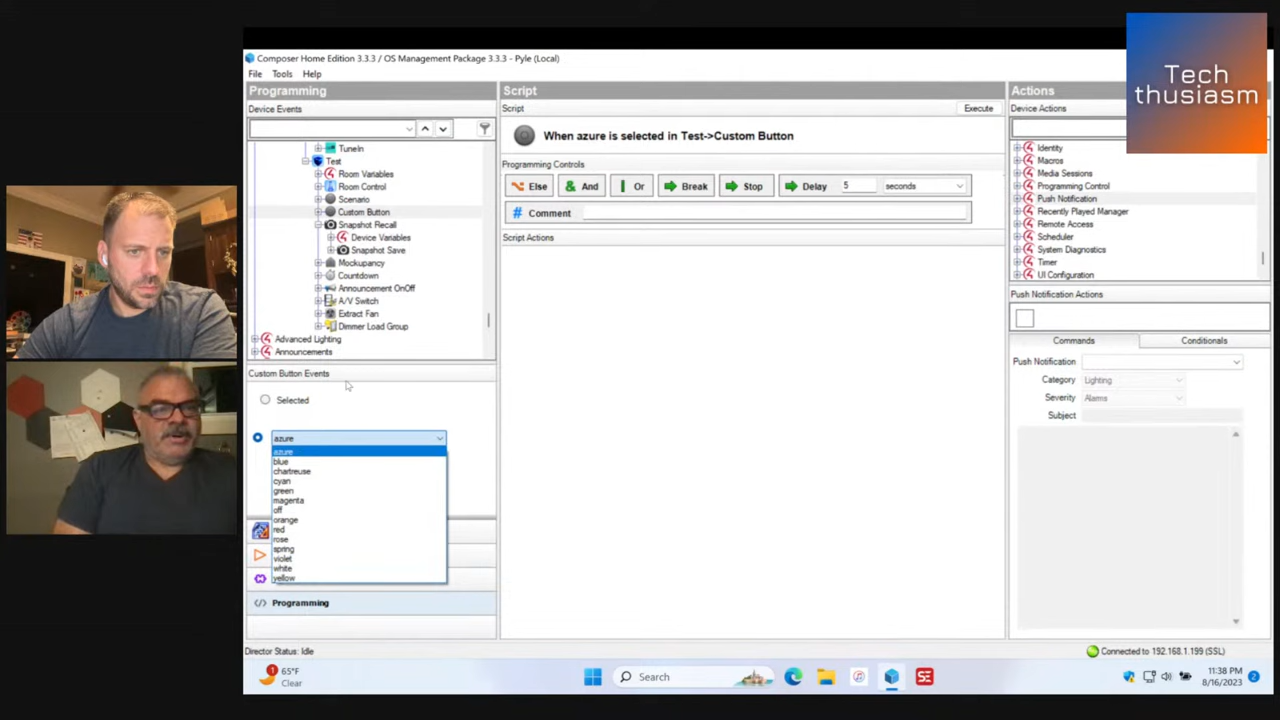 Tech
thusiasm
Composer Home Edition 3.3.3 / OS Management Package 3.3.3 - Pyle (Local)
File Tools Help
Programming
Device Events
TuneIn
Test
Room Variables
Room Control
Scenario
Custom Button
Snapshot Recall
Device Variables
Snapshot Save
Mockupancy
Countdown
Announcement OnOff
A/V Switch
Extract Fan
Dimmer Load Group
Advanced Lighting
Announcements
Custom Button Events
Selected
azure
azure
blue
chartreuse
cyan
green
magenta
off
orange
red
rose
spring
violet
white
yellow
</> Programming
Director Status: Idle
Script
Script
Execute
When azure is selected in Test->Custom Button
Programming Controls
Else
& And
Or
Break
Stop
Delay 5 seconds
# Comment
Script Actions
Actions
Device Actions
Identity
Macros
Media Sessions
Programming Control
Push Notification
Recently Played Manager
Remote Access
Scheduler
System Diagnostics
Timer
UI Configuration
Push Notification Actions
Commands Conditionals
Push Notification
Category Lighting
Severity Alarms
Subject
Connected to 192.168.1.199 (SSL)
1
65°F
Clear
Search
SE
11:38 PM
8/16/2023
2